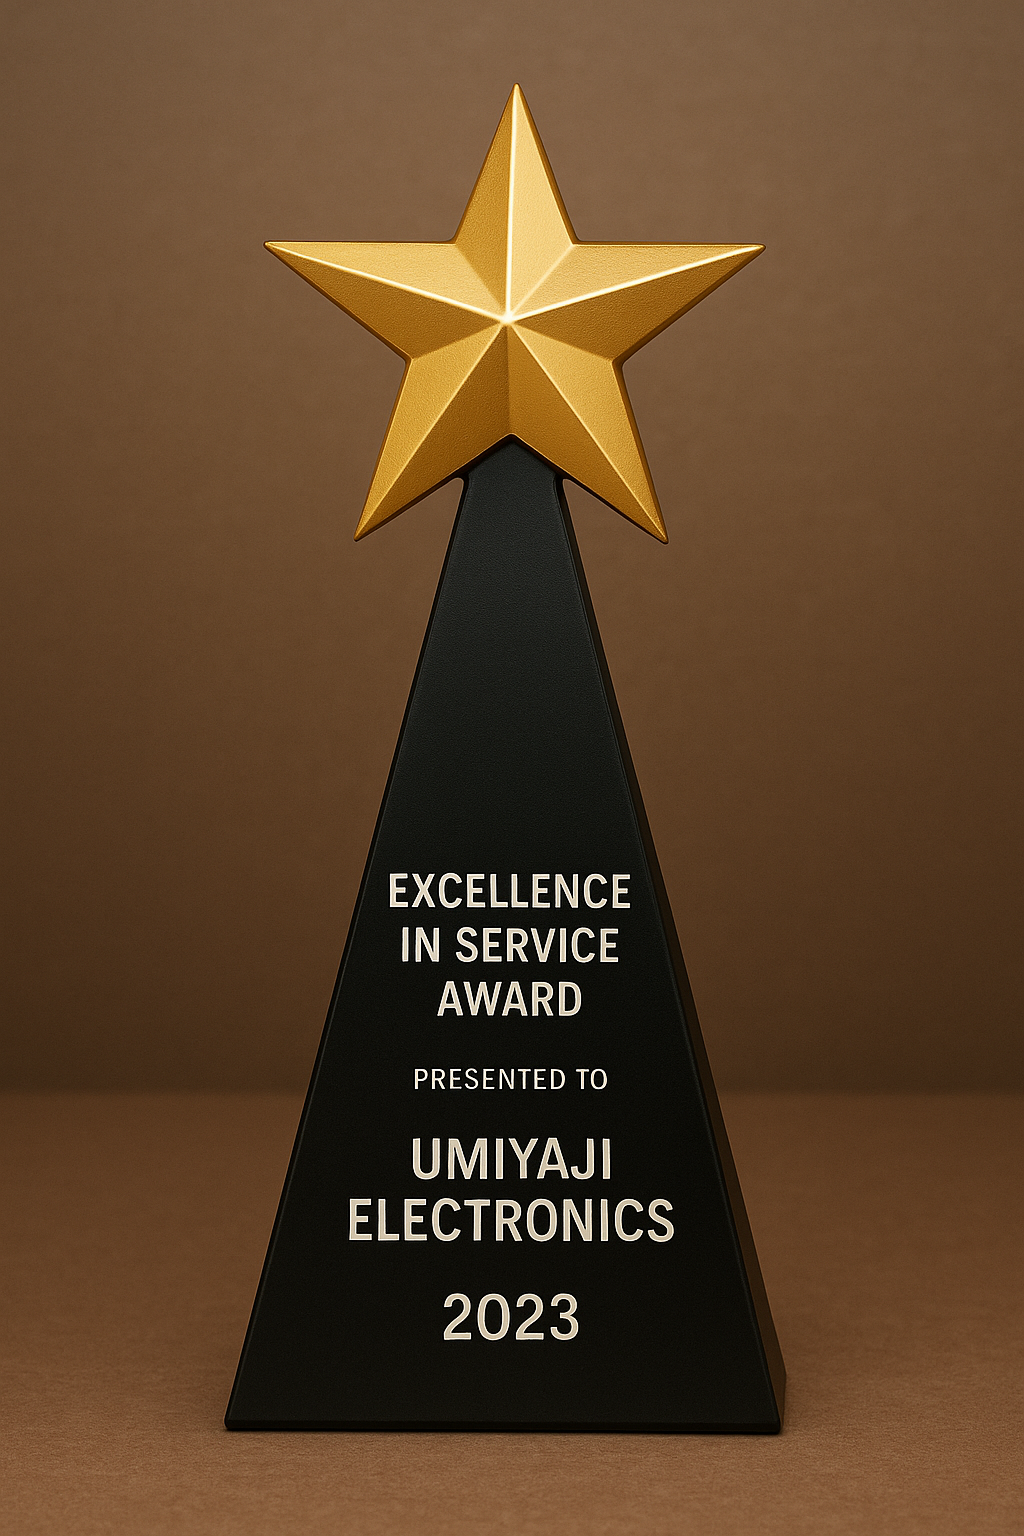 EXCELLENCE
IN SERVICE
AWARD
PRESENTED TO
UMIYAJI
ELECTRONICS
2023